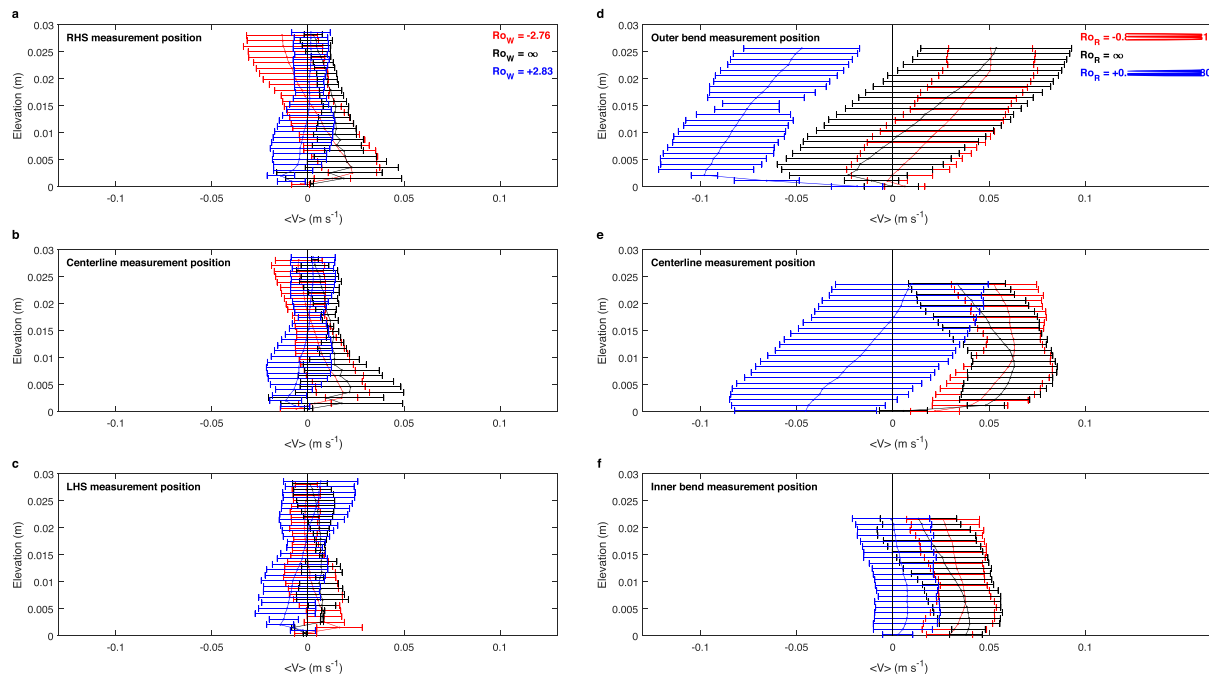 a
RHS measurement position
Ro_W = -2.76
Ro_W = ∞
Ro_W = +2.83
0.03
0.025
0.02
0.015
0.01
0.005
0
Elevation (m)
-0.1
-0.05
0
0.05
0.1
<V> (m s⁻¹)
b
Centerline measurement position
0.03
0.025
0.02
0.015
0.01
0.005
0
Elevation (m)
-0.1
-0.05
0
0.05
0.1
<V> (m s⁻¹)
c
LHS measurement position
0.03
0.025
0.02
0.015
0.01
0.005
0
Elevation (m)
-0.1
-0.05
0
0.05
0.1
<V> (m s⁻¹)
d
Outer bend measurement position
Ro_R = -0.
Ro_R = ∞
Ro_R = +0.
0.03
0.025
0.02
0.015
0.01
0.005
0
Elevation (m)
-0.1
-0.05
0
0.05
0.1
<V> (m s⁻¹)
e
Centerline measurement position
0.03
0.025
0.02
0.015
0.01
0.005
0
Elevation (m)
-0.1
-0.05
0
0.05
0.1
<V> (m s⁻¹)
f
Inner bend measurement position
0.03
0.025
0.02
0.015
0.01
0.005
0
Elevation (m)
-0.1
-0.05
0
0.05
0.1
<V> (m s⁻¹)